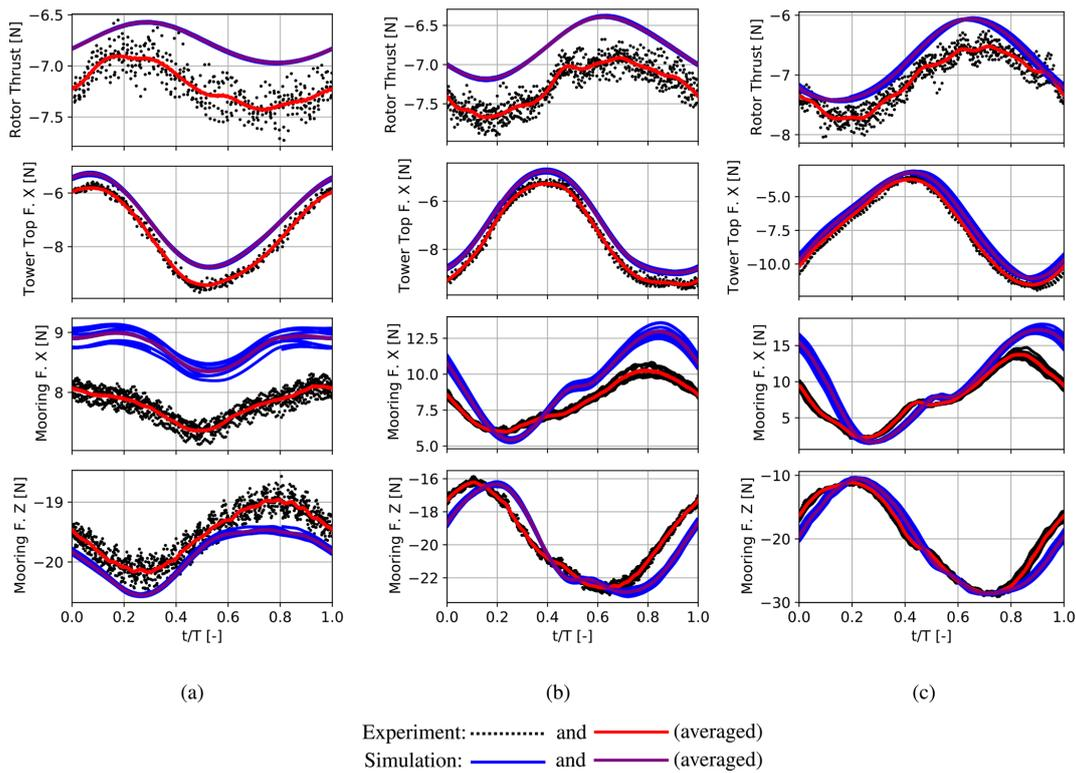 −6.5
−7.0
−7.5
Rotor Thrust [N]
−6
−8
Tower Top F. X [N]
9
8
Mooring F. X [N]
−19
−20
Mooring F. Z [N]
0.0 0.2 0.4 0.6 0.8 1.0
t/T [-]
−6.5
−7.0
−7.5
Rotor Thrust [N]
−6
−8
Tower Top F. X [N]
12.5
10.0
7.5
5.0
Mooring F. X [N]
−16
−18
−20
−22
Mooring F. Z [N]
0.0 0.2 0.4 0.6 0.8 1.0
t/T [-]
−6
−7
−8
Rotor Thrust [N]
−5.0
−7.5
−10.0
Tower Top F. X [N]
15
10
5
Mooring F. X [N]
−10
−20
−30
Mooring F. Z [N]
0.0 0.2 0.4 0.6 0.8 1.0
t/T [-]
(a) (b) (c)
Experiment: and (averaged)
Simulation: and (averaged)